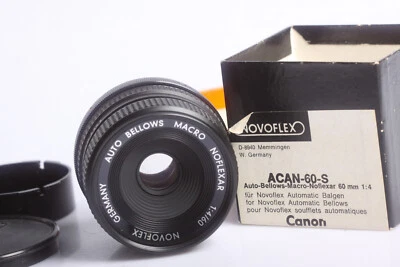 AUTO BELLOWS MACRO NOFLEXAR
1:4/60
NOVOFLEX GERMANY
NOVOFLEX
D-8940 Memmingen
W. Germany
ACAN-60-S
Auto-Bellows-Macro-Noflexar 60 mm 1:4
für Novoflex Automatic Balgen
for Novoflex Automatic Bellows
pour Novoflex soufflets automatiques
Canon